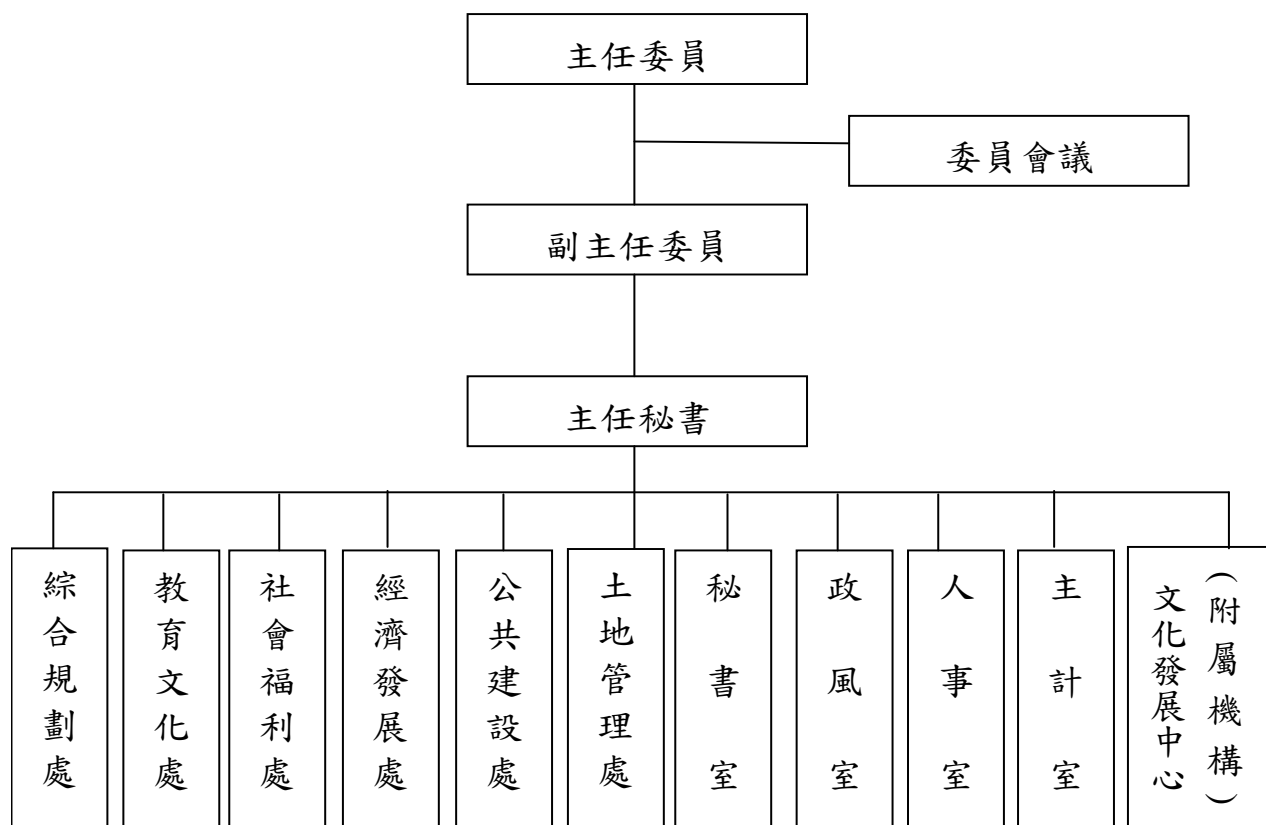 主任委員
委員會議
副主任委員
主任秘書
綜合規劃處
教育文化處
社會福利處
經濟發展處
公共建設處
土地管理處
秘書室
政風室
人事室
主計室
（附屬機構）
文化發展中心